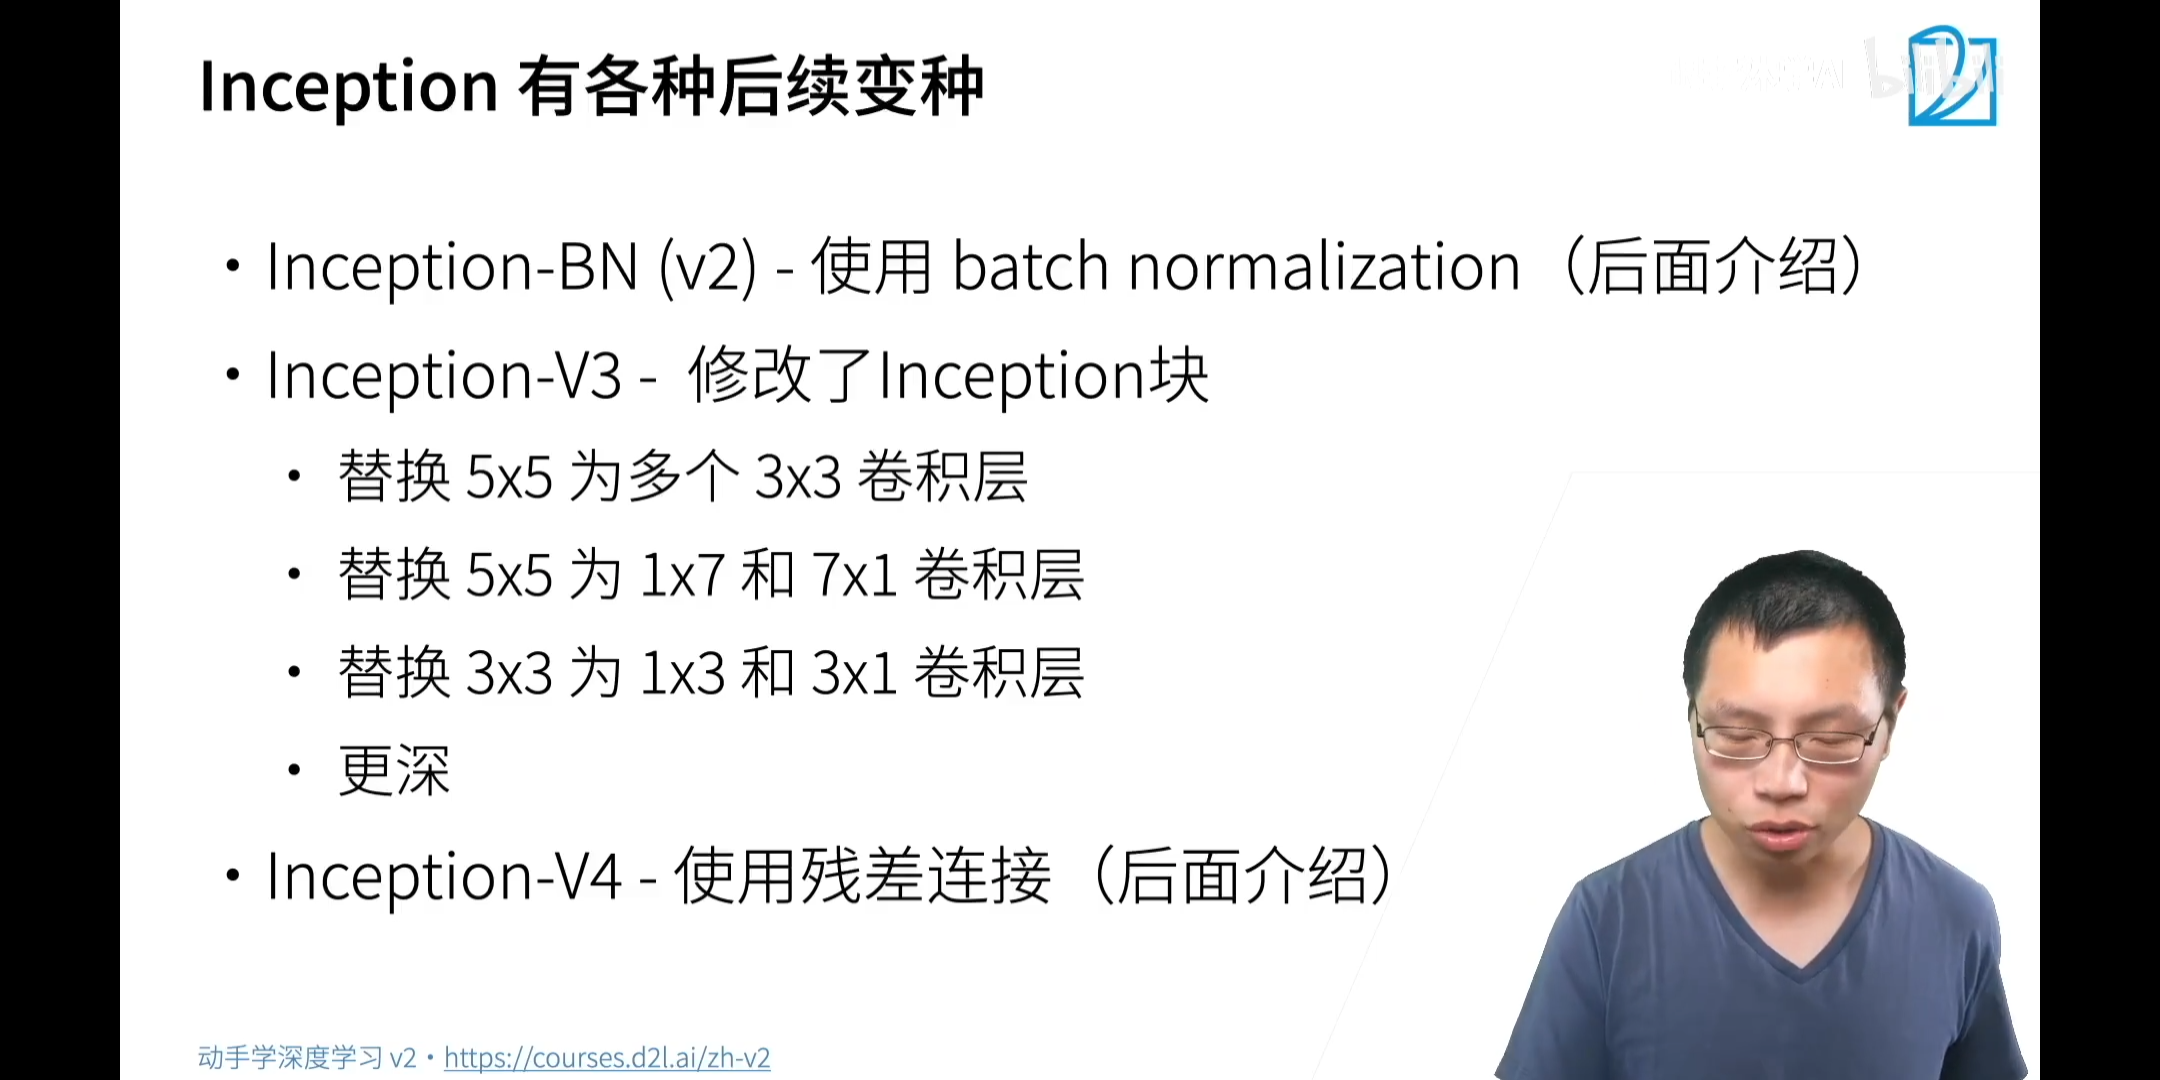 Inception 有各种后续变种
bilibili
• Inception-BN (v2) - 使用 batch normalization（后面介绍）
• Inception-V3 - 修改了Inception块
• 替换 5x5 为多个 3x3 卷积层
• 替换 5x5 为 1x7 和 7x1 卷积层
• 替换 3x3 为 1x3 和 3x1 卷积层
• 更深
• Inception-V4 - 使用残差连接（后面介绍）
动手学深度学习 v2 • https://courses.d2l.ai/zh-v2